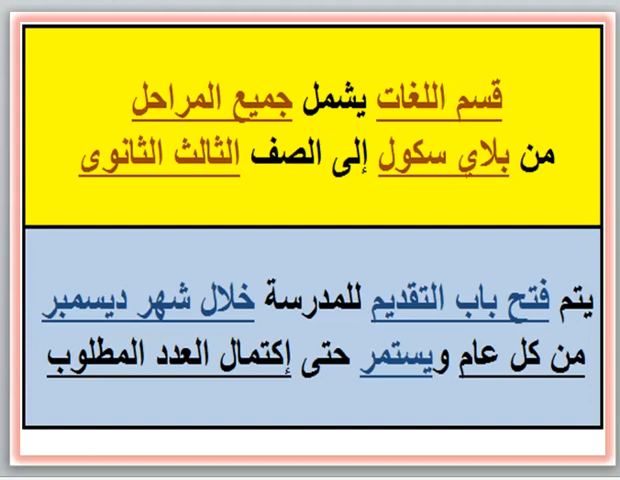 قسم اللغات يشمل جميع المراحل
من بلاي سكول إلى الصف الثالث الثانوى
يتم فتح باب التقديم للمدرسة خلال شهر ديسمبر
من كل عام ويستمر حتى إكتمال العدد المطلوب